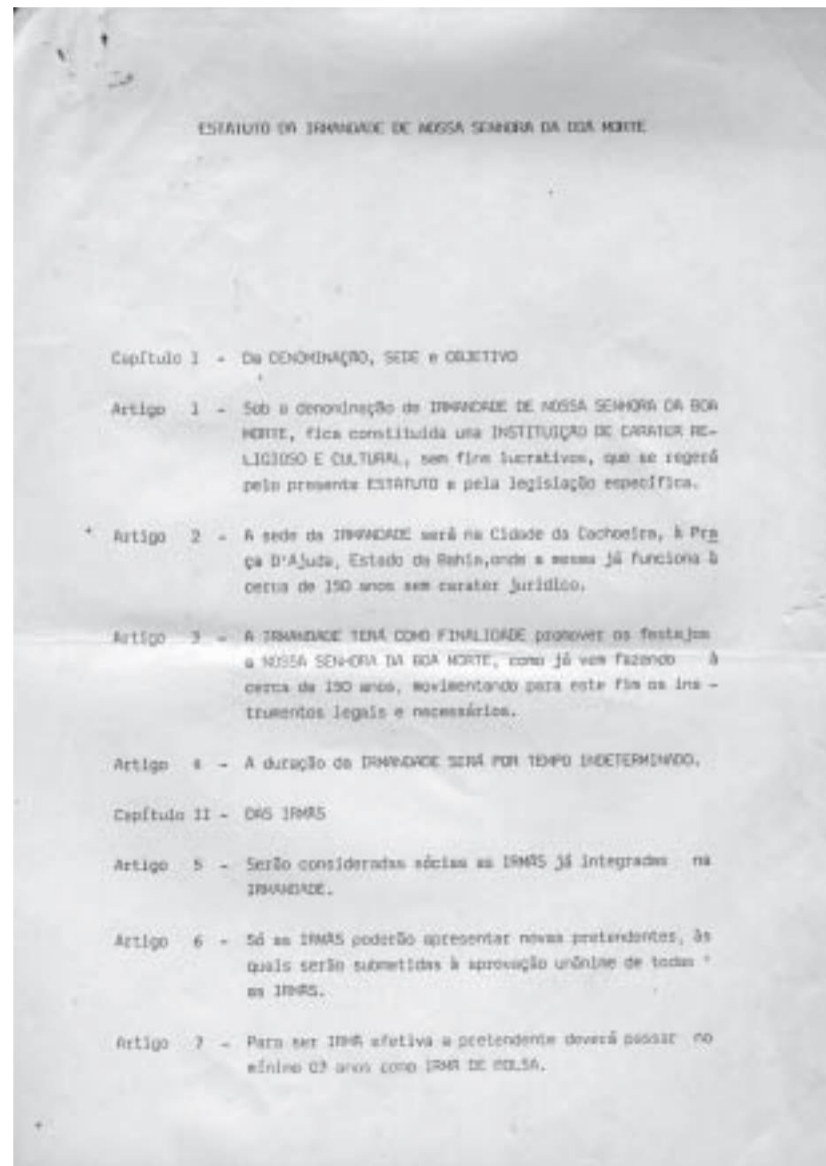 ESTATUTO DA IRMANDADE DE NOSSA SENHORA DA BOA MORTE
Capítulo I - Da DENOMINAÇÃO, SEDE e OBJETIVO
Artigo 1 - Sob a denominação de IRMANDADE DE NOSSA SENHORA DA BOA
MORTE, fica constituida uma INSTITUIÇÃO DE CARATER RE-
LIGIOSO E CULTURAL, sem fins lucrativos, que se regerá
pelo presente ESTATUTO e pela legislação específica.
Artigo 2 - A sede da IRMANDADE será na Cidade da Cachoeira, à Pra
ça D'Ajuda, Estado da Bahia,onde a mesma já funciona à
cerca de 150 anos sem carater jurídico.
Artigo 3 - A IRMANDADE TERÁ COMO FINALIDADE promover os festejos
a NOSSA SENHORA DA BOA MORTE, como já vem fazendo à
cerca de 150 anos, movimentando para este fim os ins -
trumentos legais e necessários.
Artigo 4 - A duração da IRMANDADE SERÁ POR TEMPO INDETERMINADO.
Capítulo II - DAS IRMÃS
Artigo 5 - Serão consideradas sócias as IRMÃS já integradas na
IRMANDADE.
Artigo 6 - Só as IRMÃS poderão apresentar novas pretendentes, às
quais serão submetidas à aprovação unânime de todas '
as IRMÃS.
Artigo 7 - Para ser IRMÃ efetiva a pretendente deverá passar no
mínimo anos como IRMÃ DE BOLSA.